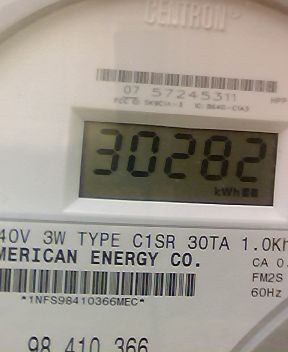 CENTRON
07 57245311
30282
kWh
40V 3W TYPE C1SR 30TA 1.0Kh
MERICAN ENERGY CO.
CA 0.
FM2S
60Hz
*1NFS98410366MEC*
98 410 366